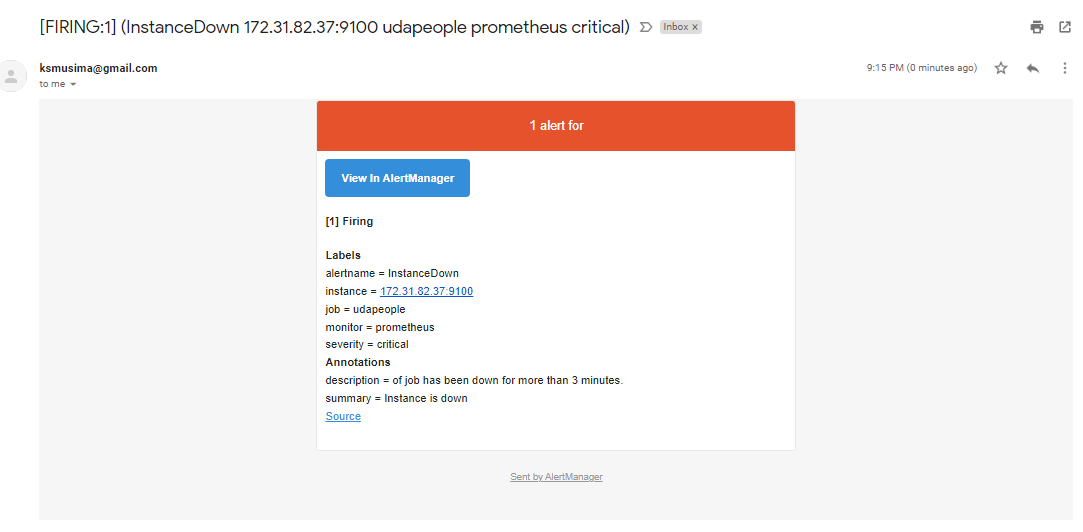 [FIRING:1] (InstanceDown 172.31.82.37:9100 udapeople prometheus critical) Inbox x
ksmusima@gmail.com 9:15 PM (0 minutes ago)
to me
1 alert for
View In AlertManager
[1] Firing
Labels
alertname = InstanceDown
instance = 172.31.82.37:9100
job = udapeople
monitor = prometheus
severity = critical
Annotations
description = of job has been down for more than 3 minutes.
summary = Instance is down
Source
Sent by AlertManager